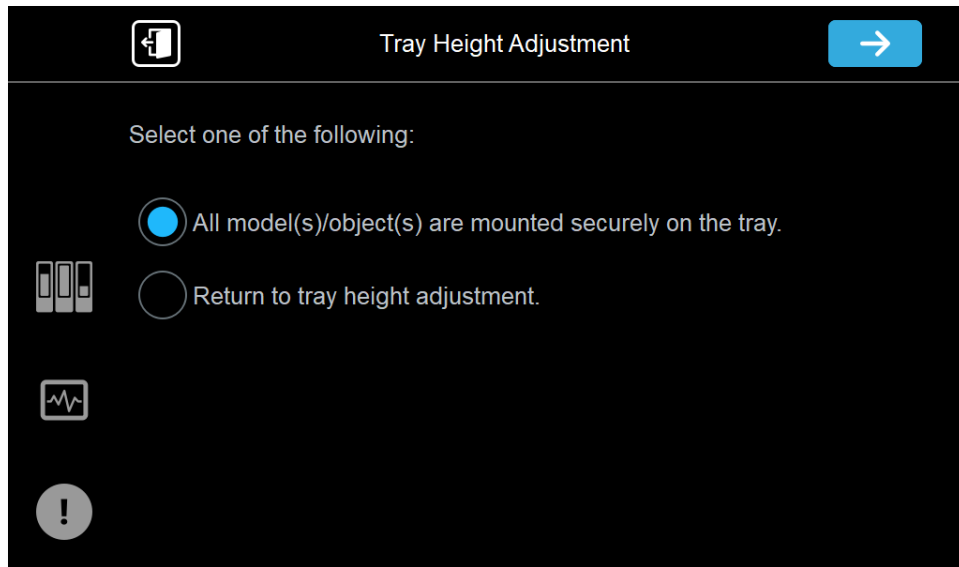 Tray Height Adjustment
Select one of the following:
All model(s)/object(s) are mounted securely on the tray.
Return to tray height adjustment.
!